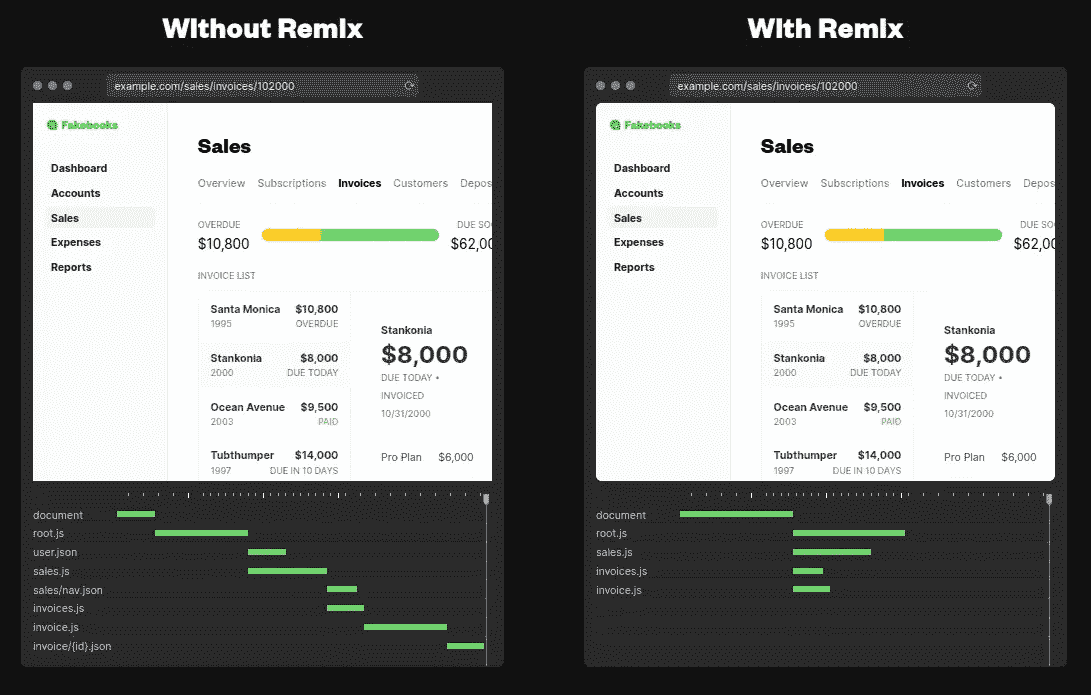 Without Remix
example.com/sales/invoices/102000
Fakebooks
Dashboard
Accounts
Sales
Expenses
Reports
Sales
Overview Subscriptions Invoices Customers Depos
OVERDUE DUE SO
$10,800 $62,00
INVOICE LIST
Santa Monica $10,800
1995 OVERDUE
Stankonia $8,000
2000 DUE TODAY
Ocean Avenue $9,500
2003 PAID
Tubthumper $14,000
1997 DUE IN 10 DAYS
Stankonia
$8,000
DUE TODAY •
INVOICED
10/31/2000
Pro Plan $6,000
document
root.js
user.json
sales.js
sales/nav.json
invoices.js
invoice.js
invoice/{id}.json
With Remix
example.com/sales/invoices/102000
Fakebooks
Dashboard
Accounts
Sales
Expenses
Reports
Sales
Overview Subscriptions Invoices Customers Depos
OVERDUE DUE SO
$10,800 $62,00
INVOICE LIST
Santa Monica $10,800
1995 OVERDUE
Stankonia $8,000
2000 DUE TODAY
Ocean Avenue $9,500
2003 PAID
Tubthumper $14,000
1997 DUE IN 10 DAYS
Stankonia
$8,000
DUE TODAY •
INVOICED
10/31/2000
Pro Plan $6,000
document
root.js
sales.js
invoices.js
invoice.js